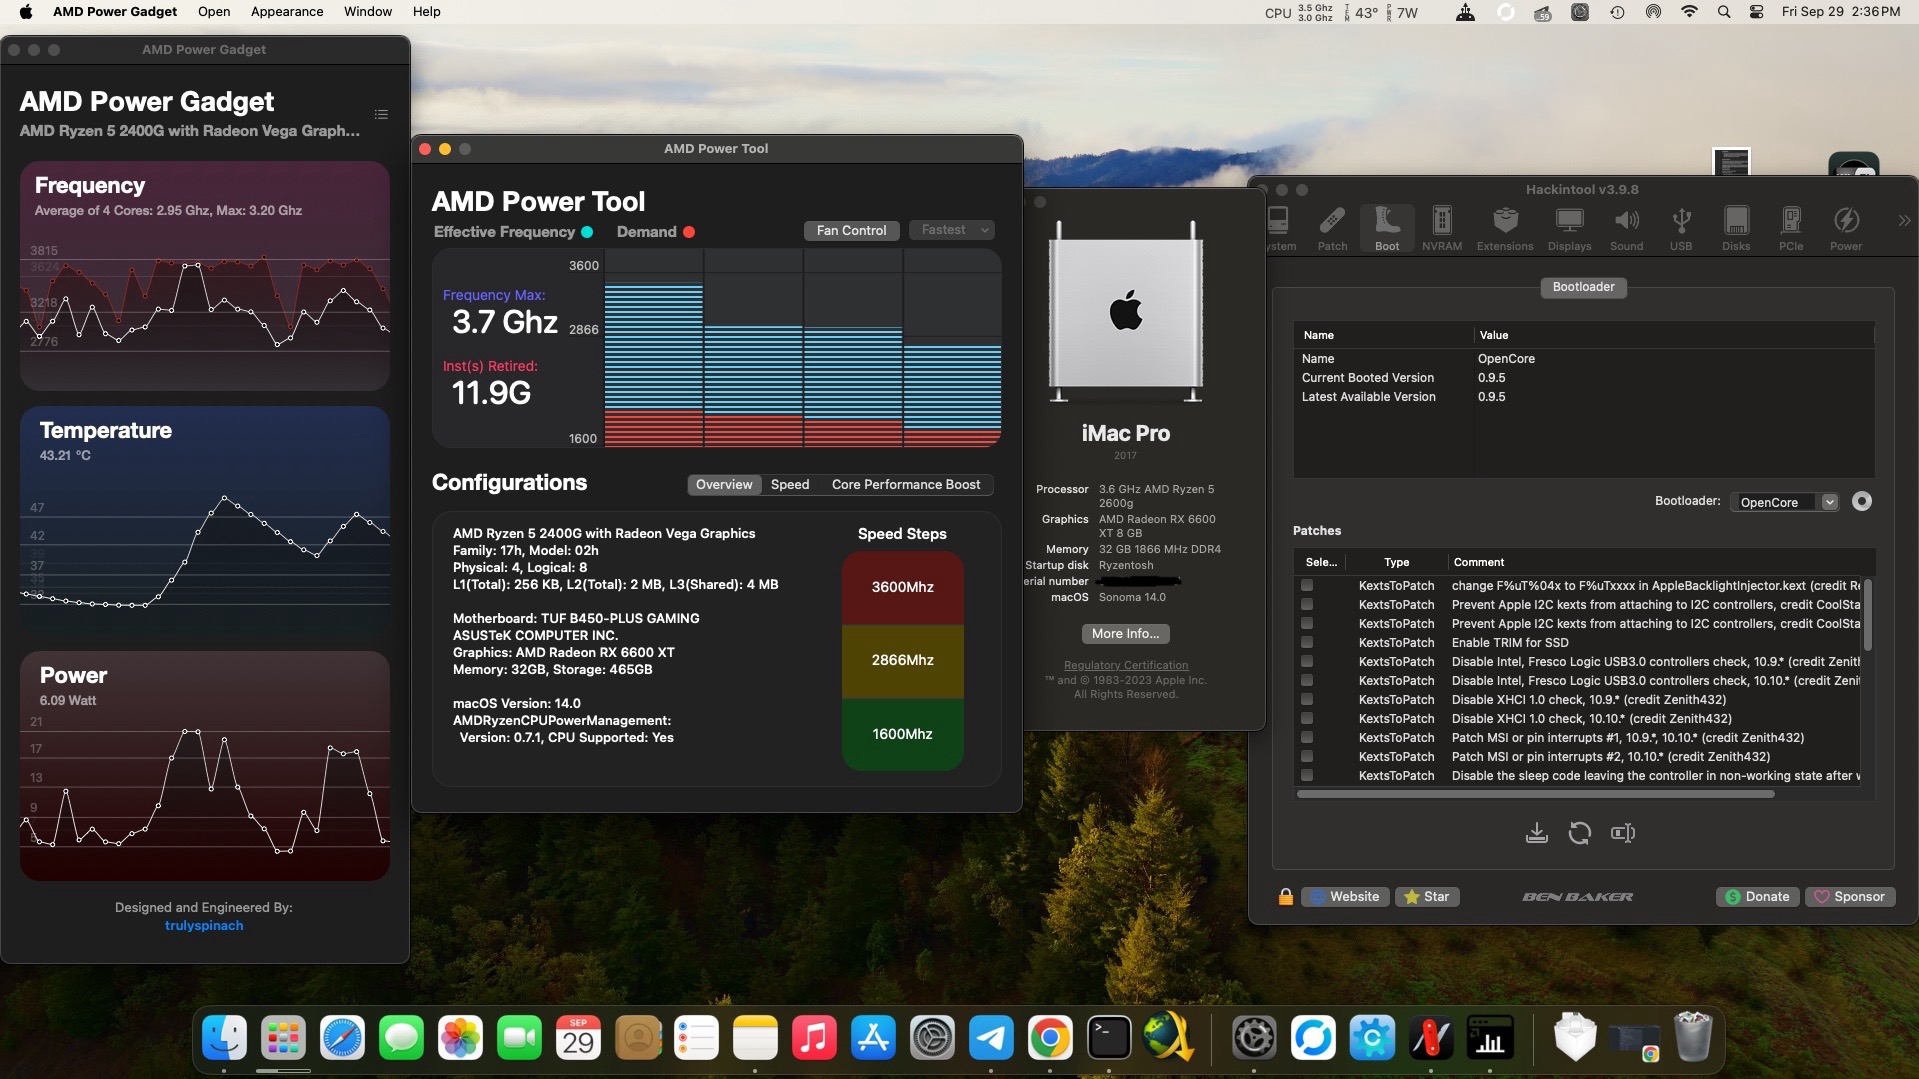 AMD Power Gadget Open Appearance Window Help
CPU 3.5 Ghz 3.0 Ghz 43° 7W
59
Fri Sep 29 2:36 PM
AMD Power Gadget
AMD Power Gadget
AMD Ryzen 5 2400G with Radeon Vega Graph...
Frequency
Average of 4 Cores: 2.95 Ghz, Max: 3.20 Ghz
3815
3624
3218
2776
Temperature
43.21 °C
47
42
39
37
35
Power
6.09 Watt
21
17
13
9
5
Designed and Engineered By:
trulyspinach
AMD Power Tool
AMD Power Tool
Effective Frequency Demand Fan Control Fastest
Frequency Max:
3.7 Ghz
Inst(s) Retired:
11.9G
3600
2866
1600
Configurations Overview Speed Core Performance Boost
AMD Ryzen 5 2400G with Radeon Vega Graphics
Family: 17h, Model: 02h
Physical: 4, Logical: 8
L1(Total): 256 KB, L2(Total): 2 MB, L3(Shared): 4 MB
Motherboard: TUF B450-PLUS GAMING
ASUSTeK COMPUTER INC.
Graphics: AMD Radeon RX 6600 XT
Memory: 32GB, Storage: 465GB
macOS Version: 14.0
AMDRyzenCPUPowerManagement:
Version: 0.7.1, CPU Supported: Yes
Speed Steps
3600Mhz
2866Mhz
1600Mhz
iMac Pro
2017
Processor 3.6 GHz AMD Ryzen 5
2600g
Graphics AMD Radeon RX 6600
XT 8 GB
Memory 32 GB 1866 MHz DDR4
Startup disk Ryzentosh
erial number
macOS Sonoma 14.0
More Info...
Regulatory Certification
™ and © 1983-2023 Apple Inc.
All Rights Reserved.
Hackintool v3.9.8
ystem Patch Boot NVRAM Extensions Displays Sound USB Disks PCIe Power
Bootloader
Name Value
Name OpenCore
Current Booted Version 0.9.5
Latest Available Version 0.9.5
Bootloader: OpenCore
Patches
Sele... Type Comment
KextsToPatch change F%uT%04x to F%uTxxxx in AppleBacklightInjector.kext (credit Re
KextsToPatch Prevent Apple I2C kexts from attaching to I2C controllers, credit CoolSta
KextsToPatch Prevent Apple I2C kexts from attaching to I2C controllers, credit CoolSta
KextsToPatch Enable TRIM for SSD
KextsToPatch Disable Intel, Fresco Logic USB3.0 controllers check, 10.9.* (credit Zenith
KextsToPatch Disable Intel, Fresco Logic USB3.0 controllers check, 10.10.* (credit Zenit
KextsToPatch Disable XHCI 1.0 check, 10.9.* (credit Zenith432)
KextsToPatch Disable XHCI 1.0 check, 10.10.* (credit Zenith432)
KextsToPatch Patch MSI or pin interrupts #1, 10.9.*, 10.10.* (credit Zenith432)
KextsToPatch Patch MSI or pin interrupts #2, 10.10.* (credit Zenith432)
KextsToPatch Disable the sleep code leaving the controller in non-working state after w
Website Star BEN BAKER Donate Sponsor
SEP
29